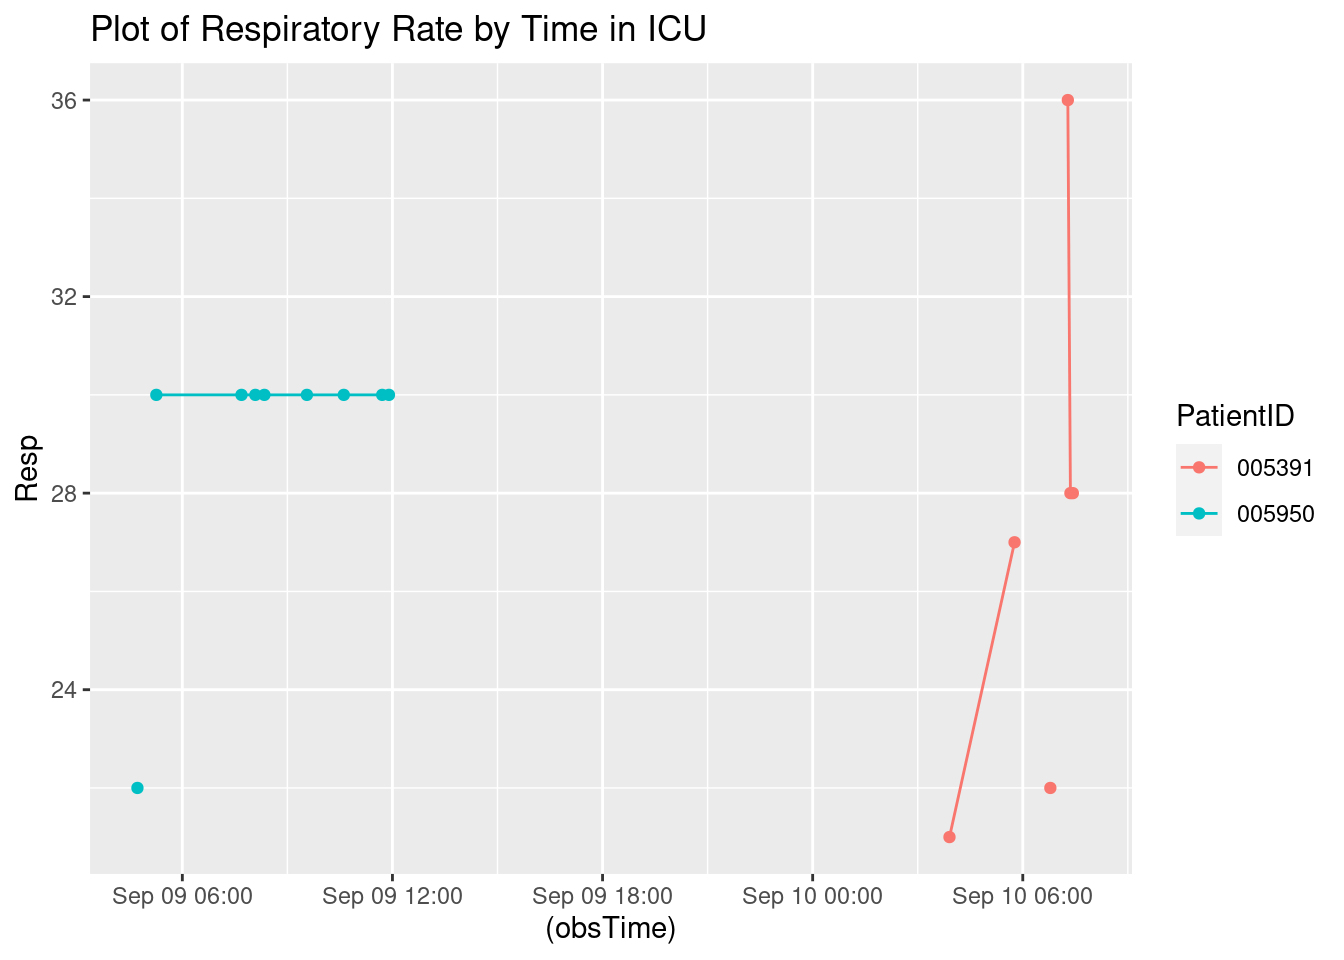 Plot of Respiratory Rate by Time in ICU
36
32
28
24
Resp
Sep 09 06:00
Sep 09 12:00
Sep 09 18:00
Sep 10 00:00
Sep 10 06:00
(obsTime)
PatientID
005391
005950